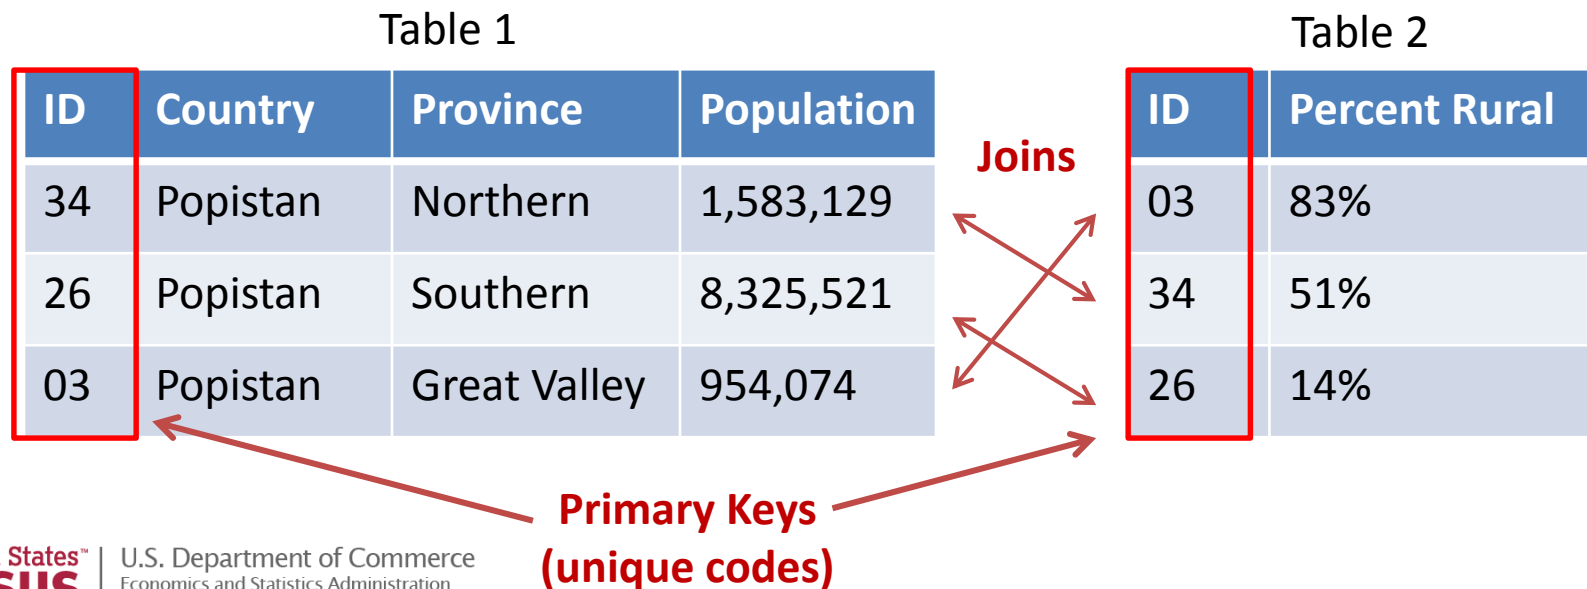 Table 1
ID Country Province Population
34 Popistan Northern 1,583,129
26 Popistan Southern 8,325,521
03 Popistan Great Valley 954,074
Joins
Table 2
ID Percent Rural
03 83%
34 51%
26 14%
Primary Keys
(unique codes)
States™
U.S. Department of Commerce
Economics and Statistics Administration